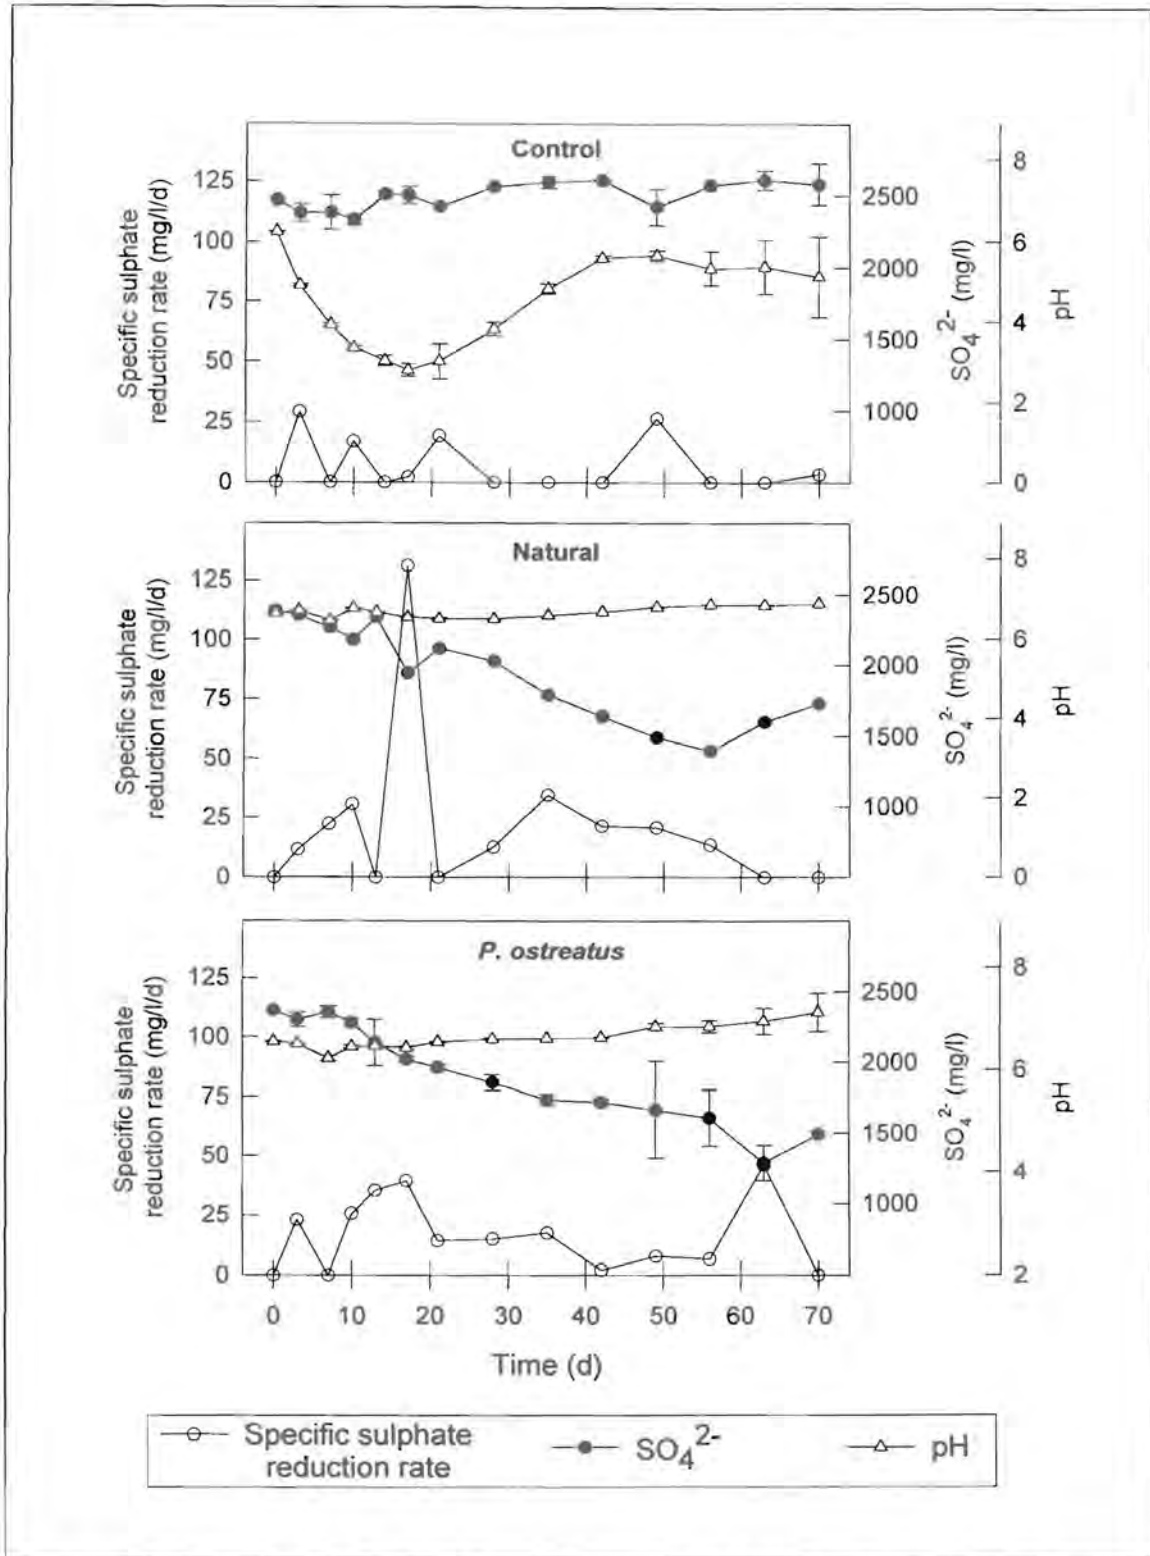 Control
Specific sulphate
reduction rate (mg/l/d)
125
100
75
50
25
0
2500
2000
1500
1000
SO4 2- (mg/l)
8
6
4
2
0
pH
Natural
Specific sulphate
reduction rate (mg/l/d)
125
100
75
50
25
0
2500
2000
1500
1000
SO4 2- (mg/l)
8
6
4
2
0
pH
P. ostreatus
Specific sulphate
reduction rate (mg/l/d)
125
100
75
50
25
0
2500
2000
1500
1000
SO4 2- (mg/l)
8
6
4
2
pH
0 10 20 30 40 50 60 70
Time (d)
Specific sulphate
reduction rate
SO4 2-
pH